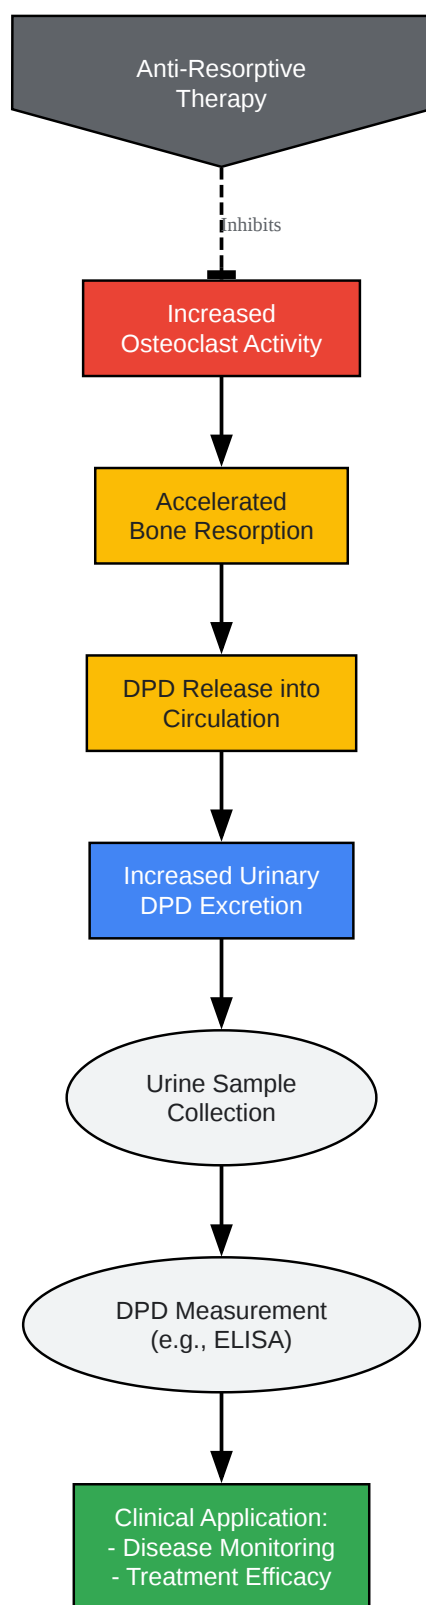 Anti-Resorptive
Therapy
Inhibits
Increased
Osteoclast Activity
Accelerated
Bone Resorption
DPD Release into
Circulation
Increased Urinary
DPD Excretion
Urine Sample
Collection
DPD Measurement
(e.g., ELISA)
Clinical Application:
- Disease Monitoring
- Treatment Efficacy